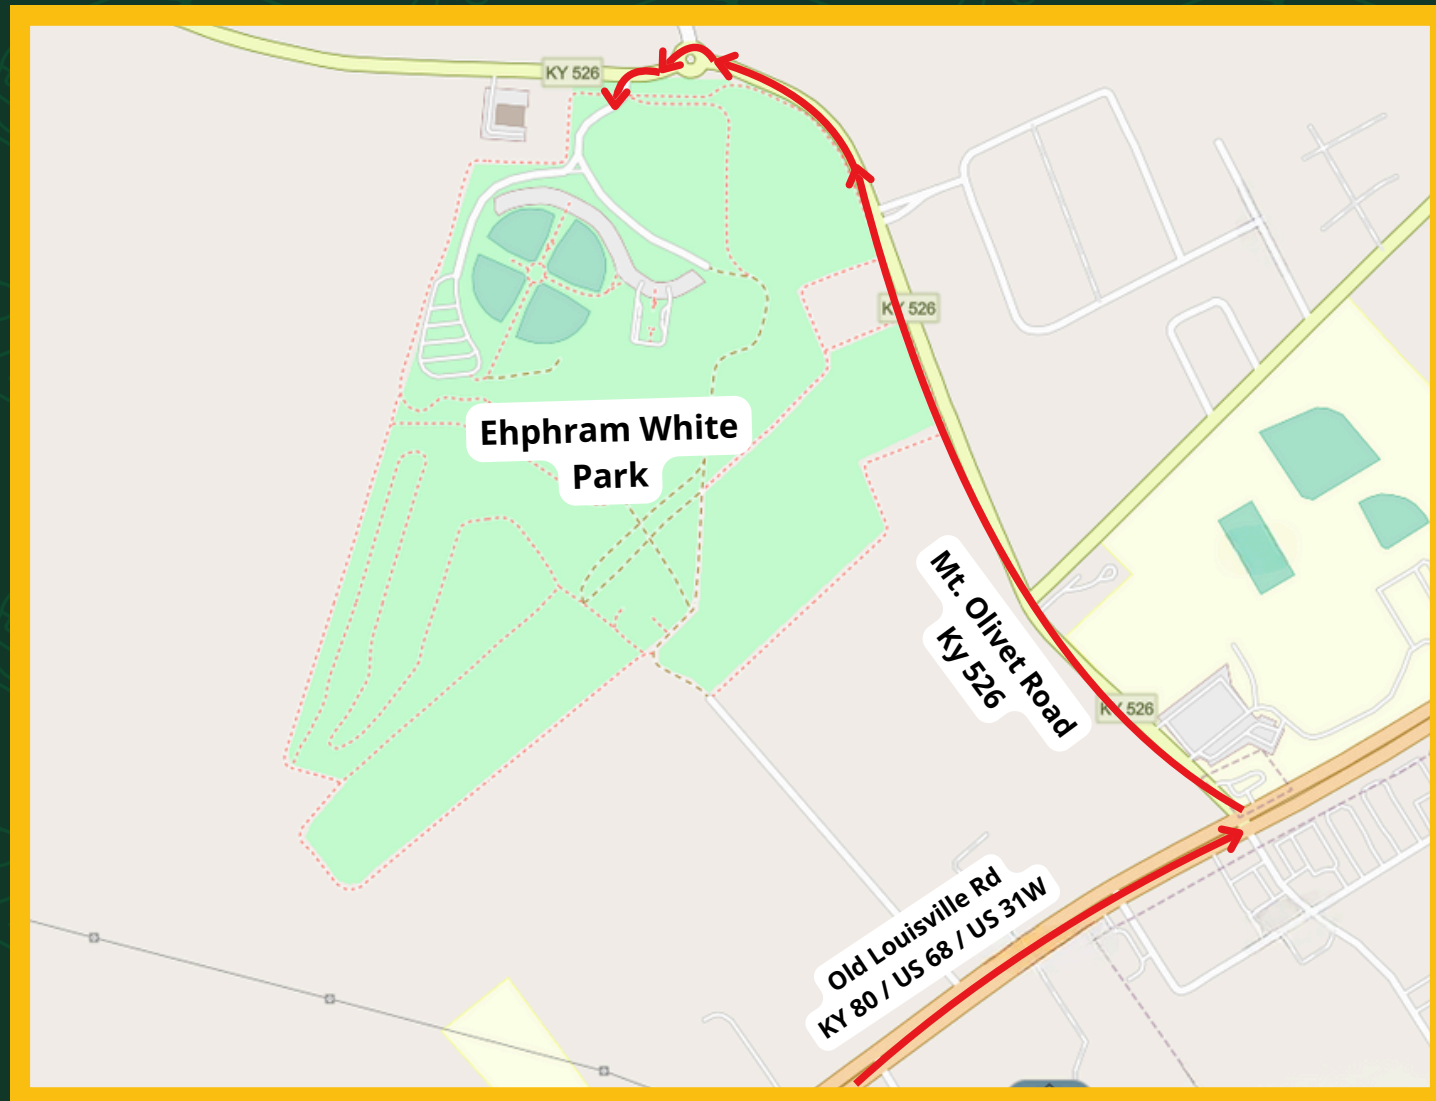 KY 526
KY 526
Ehphram White
Park
Mt. Olivet Road
Ky 526
KY 526
Old Louisville Rd
KY 80 / US 68 / US 31W